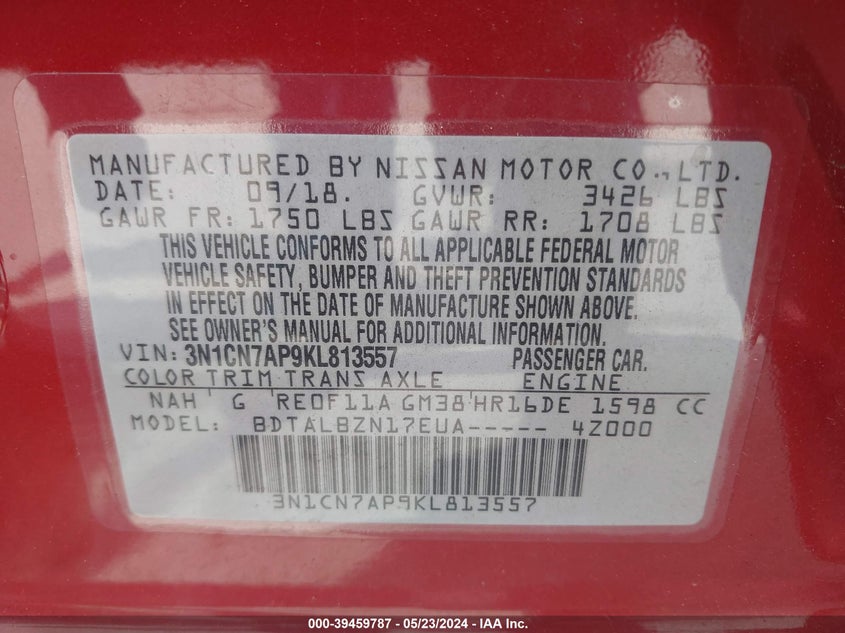 MANUFACTURED BY NISSAN MOTOR CO., LTD.
DATE: 09/18. GVWR: 3426 LBS
GAWR FR: 1750 LBS GAWR RR: 1708 LBS
THIS VEHICLE CONFORMS TO ALL APPLICABLE FEDERAL MOTOR
VEHICLE SAFETY, BUMPER AND THEFT PREVENTION STANDARDS
IN EFFECT ON THE DATE OF MANUFACTURE SHOWN ABOVE.
SEE OWNER'S MANUAL FOR ADDITIONAL INFORMATION.
VIN: 3N1CN7AP9KL813557 PASSENGER CAR.
COLOR TRIM TRANS AXLE ENGINE
NAH G RE0F11A GM38 HR16DE 1598 CC
MODEL: BDTALBZN17EUA----- 4Z000
3N1CN7AP9KL813557
000-39459787 - 05/23/2024 - IAA Inc.